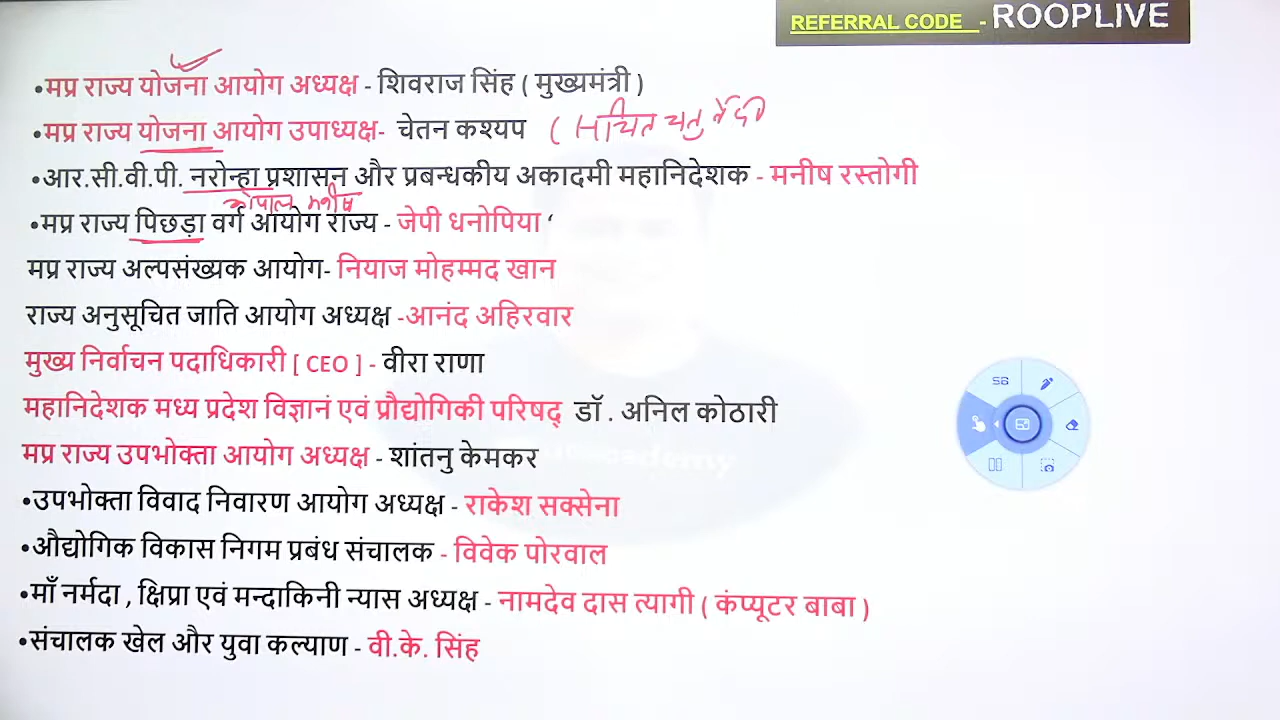 REFERRAL CODE - ROOPLIVE
•मप्र राज्य योजना आयोग अध्यक्ष - शिवराज सिंह ( मुख्यमंत्री )
•मप्र राज्य योजना आयोग उपाध्यक्ष- चेतन कश्यप ( सचिन चतुर्वेदी
•आर.सी.वी.पी. नरोन्हा प्रशासन और प्रबन्धकीय अकादमी महानिदेशक - मनीष रस्तोगी
•मप्र राज्य पिछड़ा वर्ग आयोग राज्य - जेपी धनोपिया ‘
मप्र राज्य अल्पसंख्यक आयोग- नियाज मोहम्मद खान
राज्य अनुसूचित जाति आयोग अध्यक्ष -आनंद अहिरवार
मुख्य निर्वाचन पदाधिकारी [ CEO ] - वीरा राणा
महानिदेशक मध्य प्रदेश विज्ञानं एवं प्रौद्योगिकी परिषद् डॉ . अनिल कोठारी
मप्र राज्य उपभोक्ता आयोग अध्यक्ष - शांतनु केमकर
•उपभोक्ता विवाद निवारण आयोग अध्यक्ष - राकेश सक्सेना
•औद्योगिक विकास निगम प्रबंध संचालक - विवेक पोरवाल
•माँ नर्मदा , क्षिप्रा एवं मन्दाकिनी न्यास अध्यक्ष - नामदेव दास त्यागी ( कंप्यूटर बाबा )
•संचालक खेल और युवा कल्याण - वी.के. सिंह